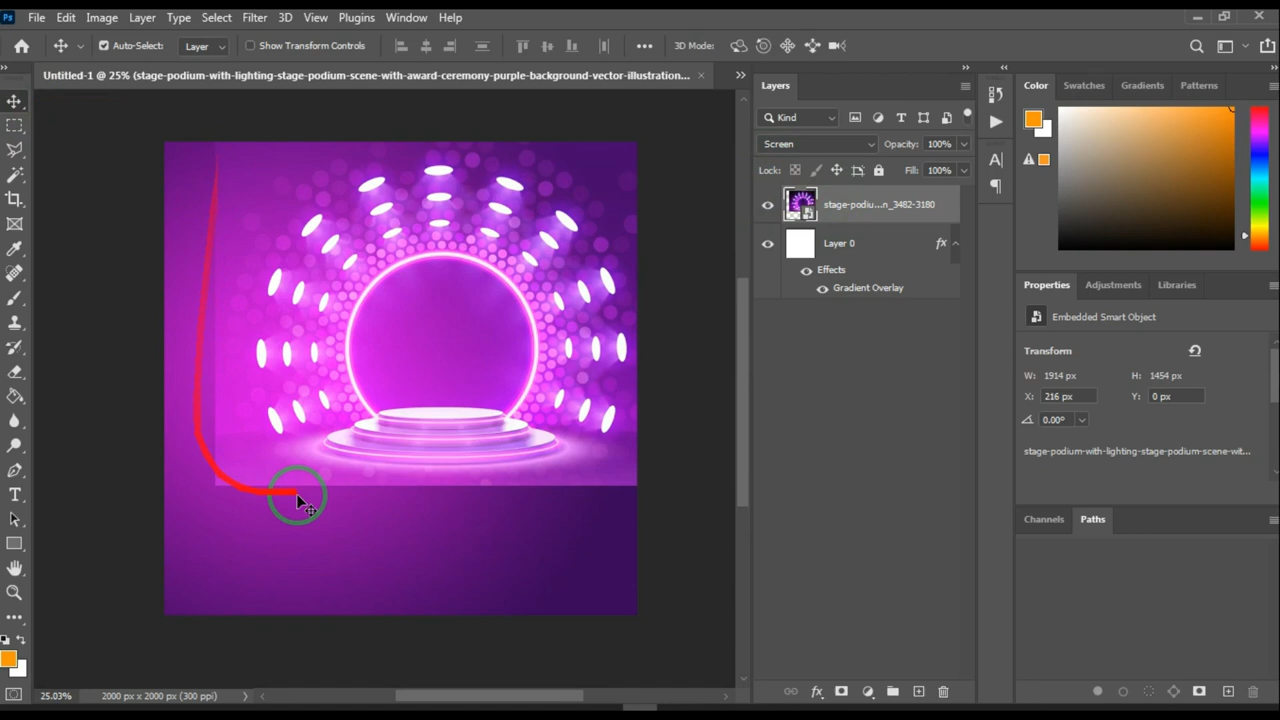 Ps File Edit Image Layer Type Select Filter 3D View Plugins Window Help
Auto-Select: Layer Show Transform Controls 3D Mode:
Untitled-1 @ 25% (stage-podium-with-lighting-stage-podium-scene-with-award-ceremony-purple-background-vector-illustration...
Layers
Kind
Screen Opacity: 100%
Lock: Fill: 100%
stage-podiu...n_3482-3180
Layer 0 fx
Effects
Gradient Overlay
Color Swatches Gradients Patterns
Properties Adjustments Libraries
Embedded Smart Object
Transform
W: 1914 px H: 1454 px
X: 216 px Y: 0 px
0.00°
stage-podium-with-lighting-stage-podium-scene-wit...
Channels Paths
25.03% 2000 px x 2000 px (300 ppi)
fx